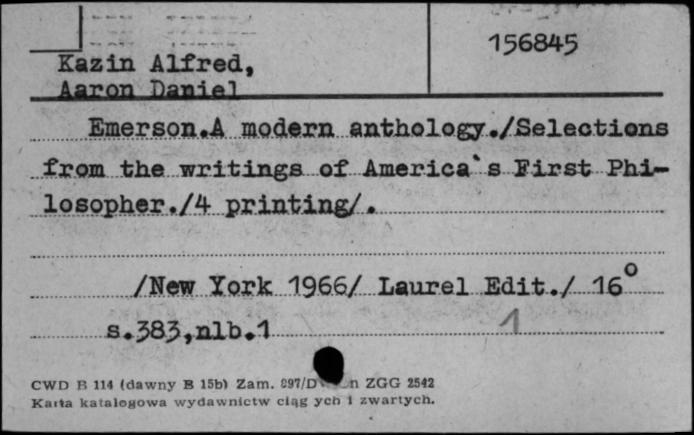 156845
Kazin Alfred,
Aaron Daniel
Emerson.A modern anthology./Selections
from the writings of America`s First Phi-
losopher./4 printing/.
/New York 1966/ Laurel Edit./ 16°
s.383,nlb.1
1
CWD B 114 (dawny B 15b) Zam. 897/D n ZGG 2542
Karta katalogowa wydawnictw ciąg ych i zwartych.